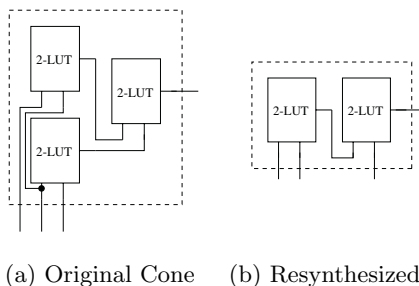 2-LUT
2-LUT
2-LUT
2-LUT
2-LUT
(a) Original Cone
(b) Resynthesized